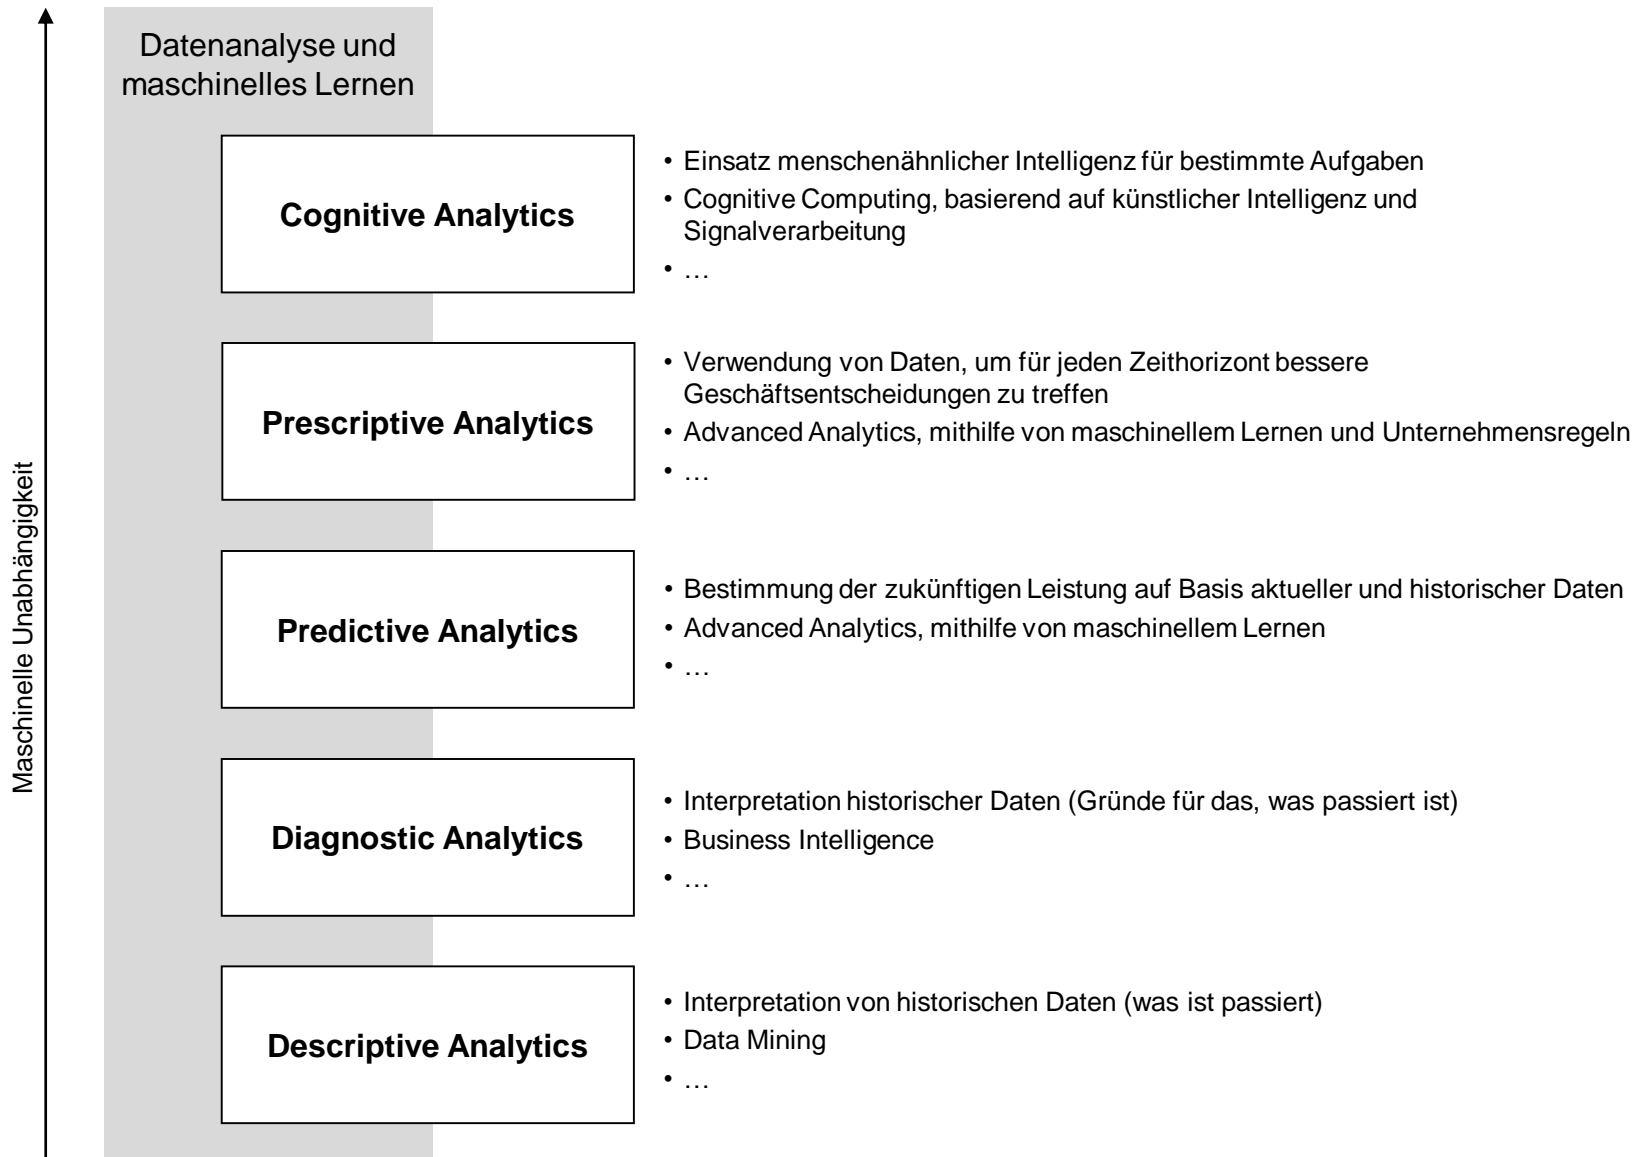 Maschinelle Unabhängigkeit
Datenanalyse und
maschinelles Lernen
Cognitive Analytics
• Einsatz menschenähnlicher Intelligenz für bestimmte Aufgaben
• Cognitive Computing, basierend auf künstlicher Intelligenz und
Signalverarbeitung
• …
Prescriptive Analytics
• Verwendung von Daten, um für jeden Zeithorizont bessere
Geschäftsentscheidungen zu treffen
• Advanced Analytics, mithilfe von maschinellem Lernen und Unternehmensregeln
• …
Predictive Analytics
• Bestimmung der zukünftigen Leistung auf Basis aktueller und historischer Daten
• Advanced Analytics, mithilfe von maschinellem Lernen
• …
Diagnostic Analytics
• Interpretation historischer Daten (Gründe für das, was passiert ist)
• Business Intelligence
• …
Descriptive Analytics
• Interpretation von historischen Daten (was ist passiert)
• Data Mining
• …